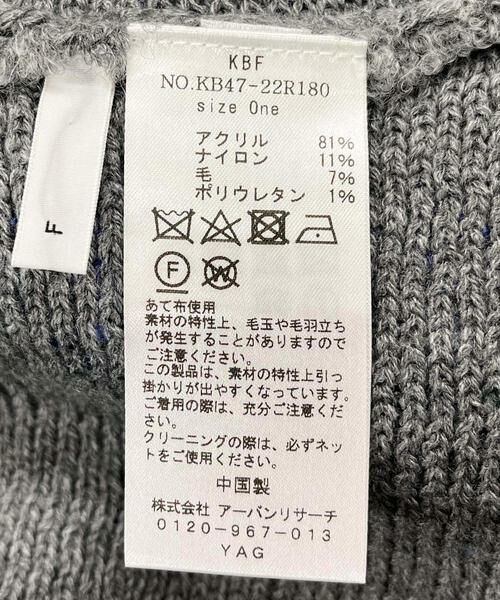 KBF
NO.KB47-22R180
size One
アクリル 81%
ナイロン 11%
毛 7%
ポリウレタン 1%
F W
あて布使用
素材の特性上、毛玉や毛羽立ち
が発生することがありますので
ご注意ください。
この製品は、素材の特性上引っ
掛かりが出やすくなっています。
ご着用の際は、充分ご注意くだ
さい。
クリーニングの際は、必ずネッ
トをご使用ください。
中国製
株式会社 アーバンリサーチ
0120-967-013
YAG
F